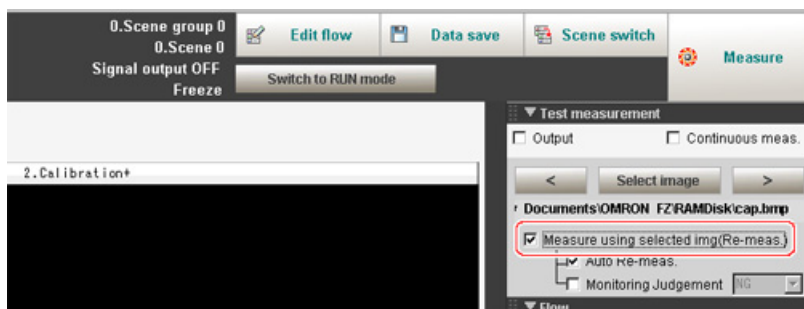 0.Scene group 0
0.Scene 0
Signal output OFF
Freeze
Edit flow
Data save
Scene switch
Measure
Switch to RUN mode
▼ Test measurement
Output
Continuous meas.
< Select image >
Documents\OMRON FZ\RAMDisk\cap.bmp
Measure using selected img(Re-meas.)
Auto Re-meas.
Monitoring Judgement NG
▼ Flow
2.Calibration+